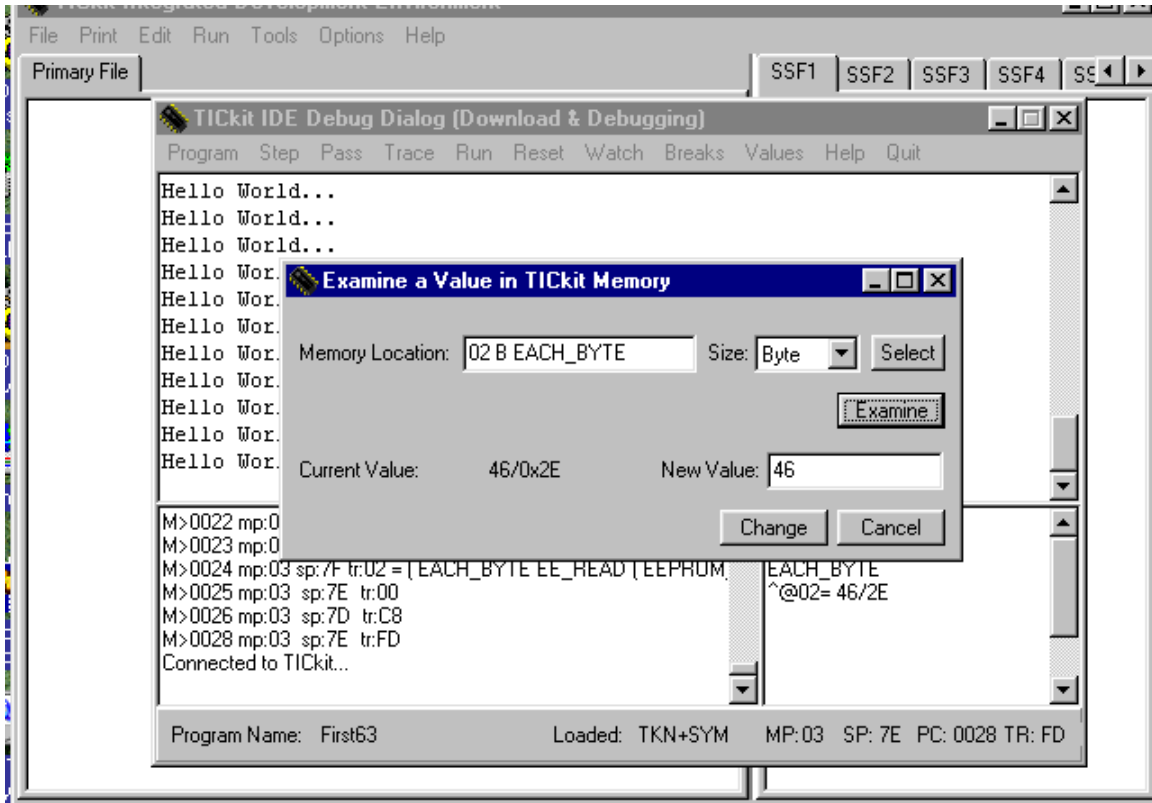 TICkit Integrated Development Environment
File Print Edit Run Tools Options Help
Primary File
SSF1 SSF2 SSF3 SSF4 SS
TICkit IDE Debug Dialog (Download & Debugging)
Program Step Pass Trace Run Reset Watch Breaks Values Help Quit
Hello World...
Hello World...
Hello World...
Hello Wor.
Hello Wor.
Hello Wor.
Hello Wor.
Hello Wor.
Hello Wor.
Hello Wor.
Hello Wor.
Examine a Value in TICkit Memory
Memory Location: 02 B EACH_BYTE Size: Byte Select
Examine
Current Value: 46/0x2E New Value: 46
Change Cancel
M>0022 mp:0
M>0023 mp:0
M>0024 mp:03 sp:7F tr:02 = [ EACH_BYTE EE_READ [ EEPROM_
M>0025 mp:03 sp:7E tr:00
M>0026 mp:03 sp:7D tr:C8
M>0028 mp:03 sp:7E tr:FD
Connected to TICkit...
EACH_BYTE
^@02= 46/2E
Program Name: First63 Loaded: TKN+SYM MP:03 SP: 7E PC: 0028 TR: FD